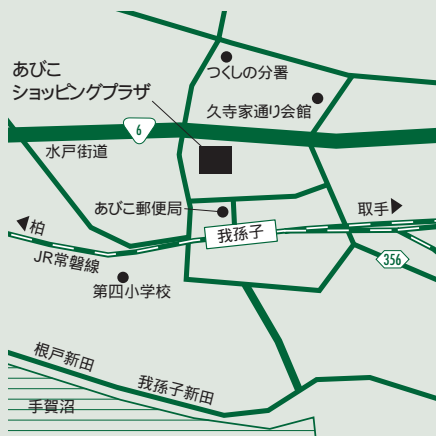 つくしの分署
あびこ
ショッピングプラザ
久寺家通り会館
6
水戸街道
あびこ郵便局
取手
柏
我孫子
JR常磐線
356
第四小学校
根戸新田
我孫子新田
手賀沼